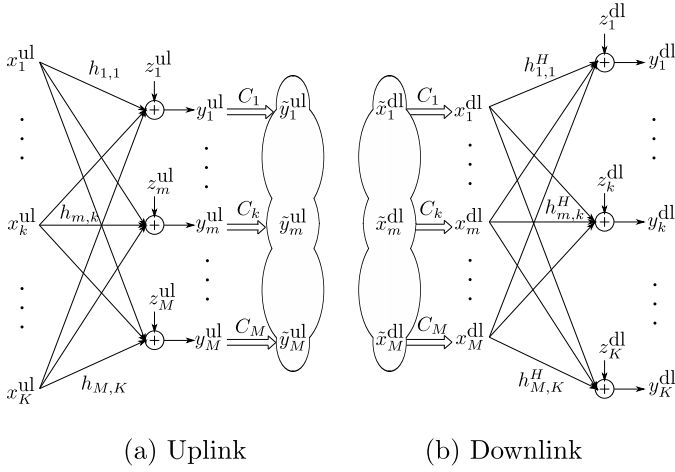 x_1^ul
h_{1,1}
z_1^ul
+
y_1^ul
C_1
ỹ_1^ul
x_k^ul
h_{m,k}
z_m^ul
+
y_m^ul
C_k
ỹ_m^ul
x_K^ul
h_{M,K}
z_M^ul
+
y_M^ul
C_M
ỹ_M^ul
(a) Uplink
x̃_1^dl
C_1
x_1^dl
h_{1,1}^H
z_1^dl
+
y_1^dl
x̃_m^dl
C_k
x_m^dl
h_{m,k}^H
z_k^dl
+
y_k^dl
x̃_M^dl
C_M
x_M^dl
h_{M,K}^H
z_K^dl
+
y_K^dl
(b) Downlink